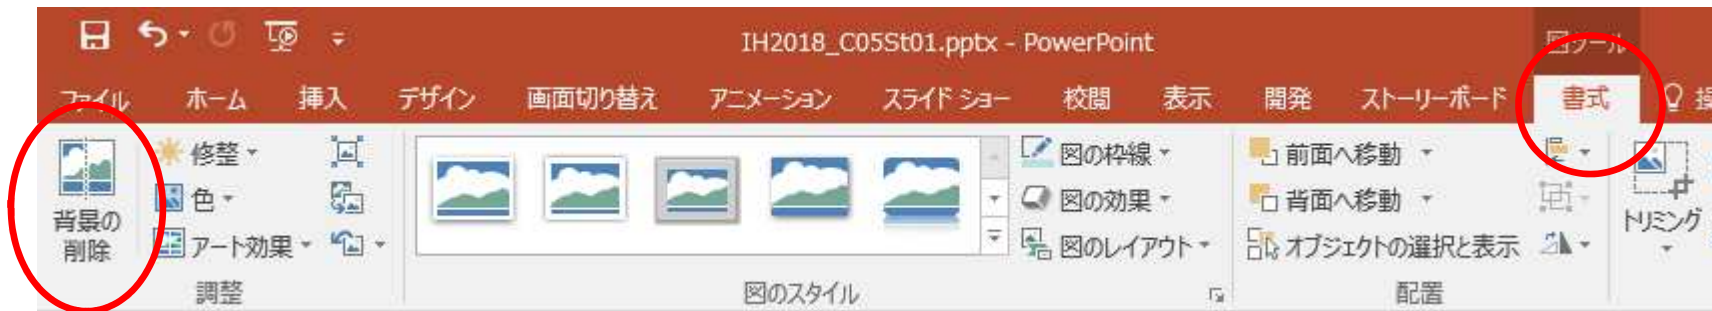 IH2018_C05St01.pptx - PowerPoint
図ツール
ファイル ホーム 挿入 デザイン 画面切り替え アニメーション スライド ショー 校閲 表示 開発 ストーリーボード 書式
背景の
削除
修整
色
アート効果
調整
図のスタイル
図の枠線
図の効果
図のレイアウト
前面へ移動
背面へ移動
オブジェクトの選択と表示
配置
トリミング